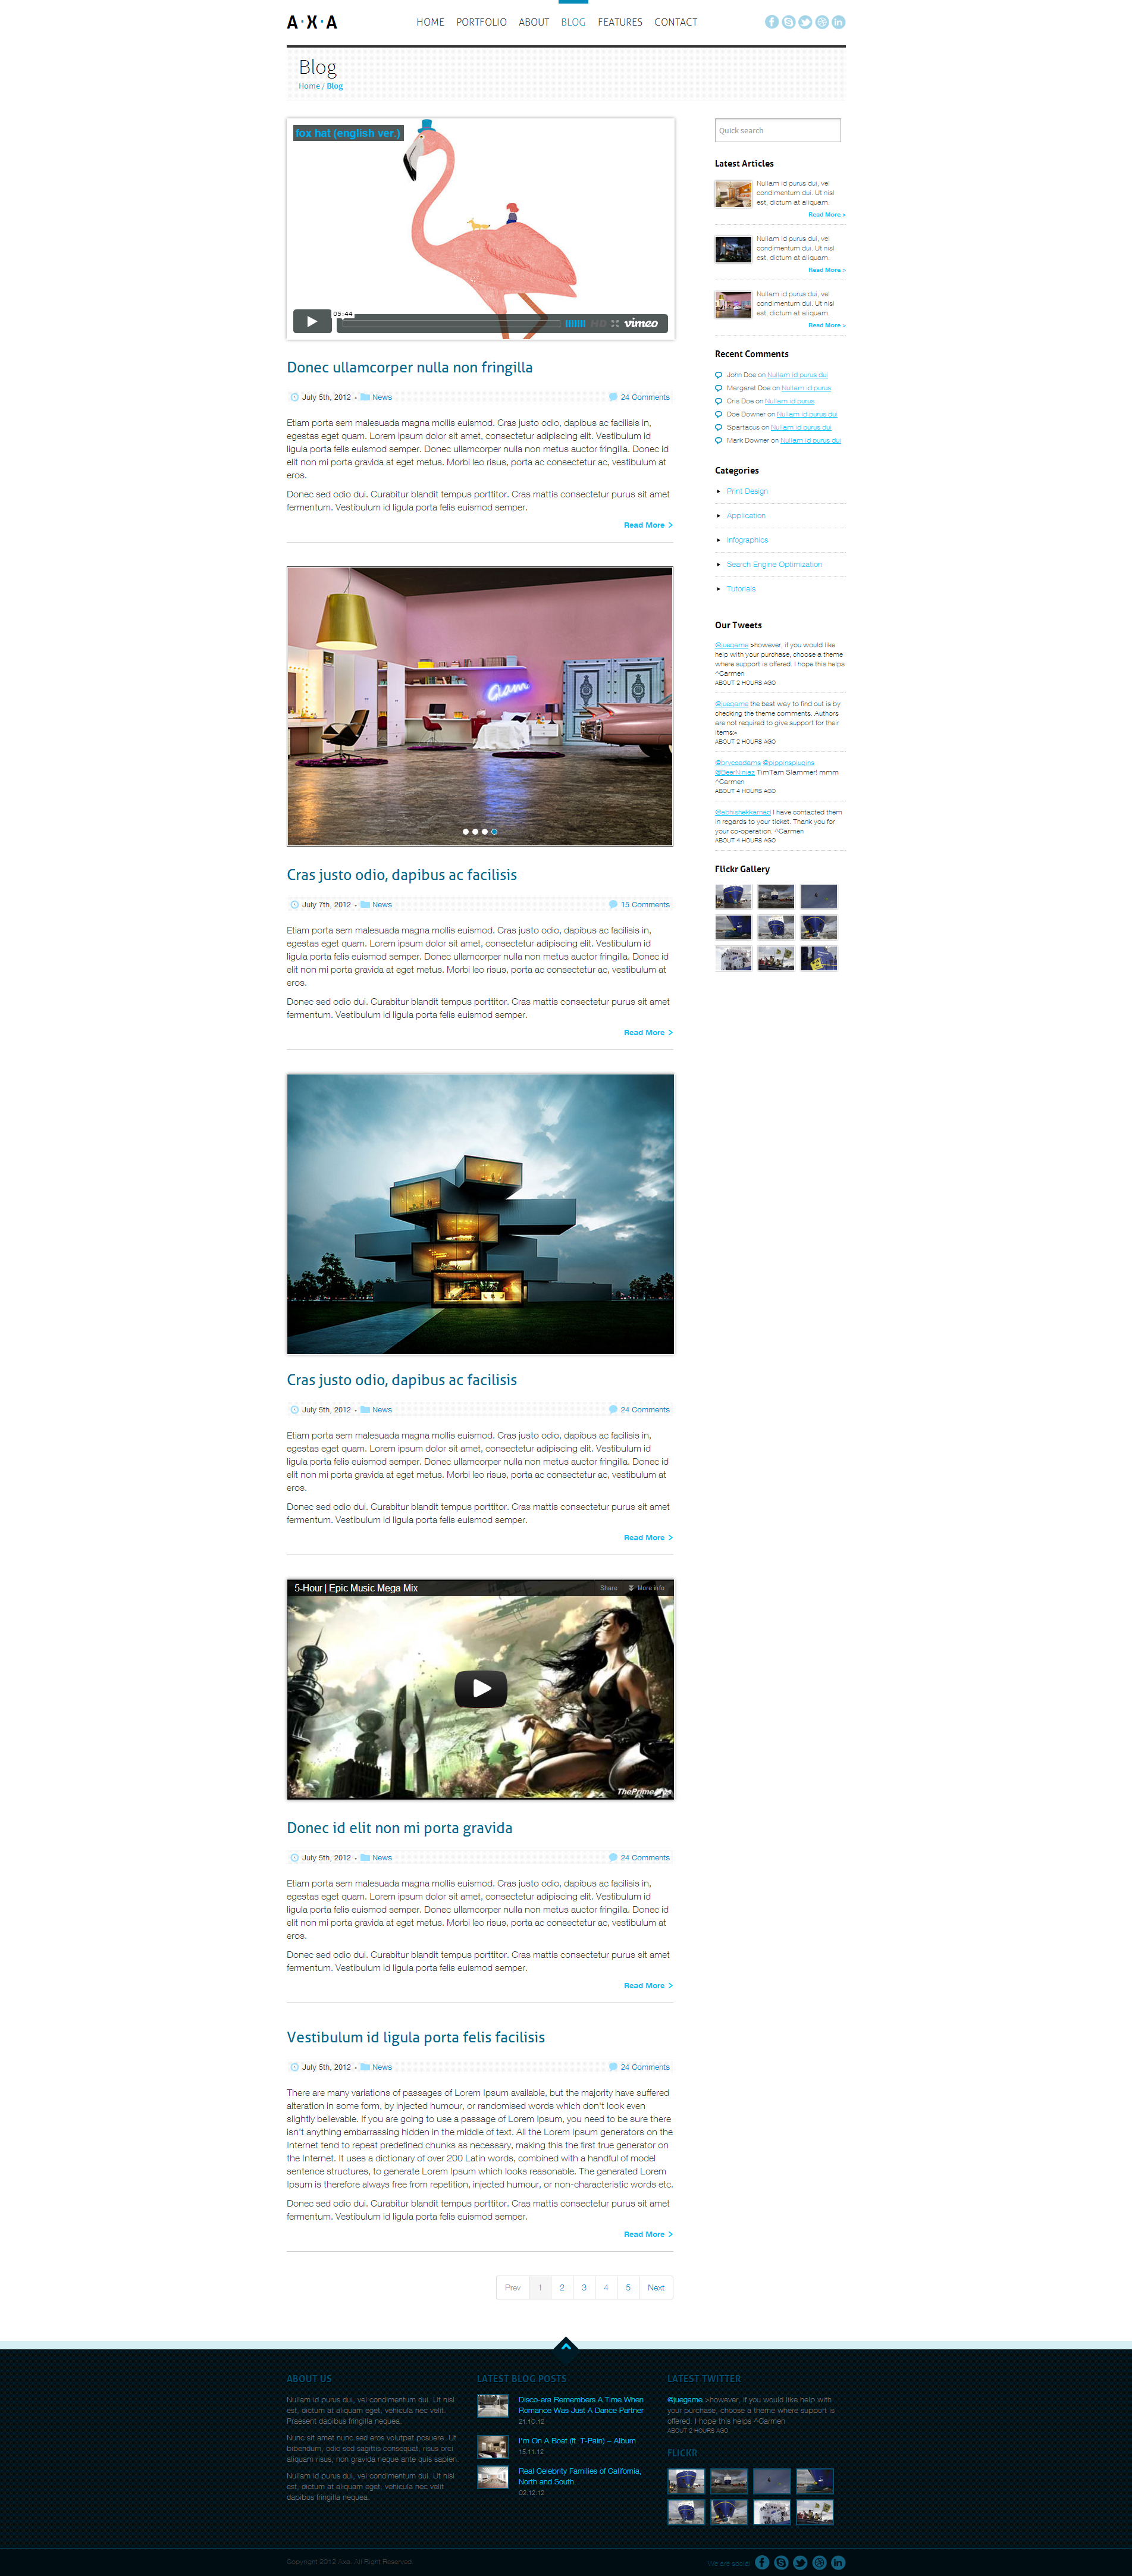 A·X·A
HOME PORTFOLIO ABOUT BLOG FEATURES CONTACT
Blog
Home / Blog
fox hat (english ver.)
05:44
HD vimeo
Donec ullamcorper nulla non fringilla
July 5th, 2012 • News 24 Comments
Etiam porta sem malesuada magna mollis euismod. Cras justo odio, dapibus ac facilisis in,
egestas eget quam. Lorem ipsum dolor sit amet, consectetur adipiscing elit. Vestibulum id
ligula porta felis euismod semper. Donec ullamcorper nulla non metus auctor fringilla. Donec id
elit non mi porta gravida at eget metus. Morbi leo risus, porta ac consectetur ac, vestibulum at
eros.
Donec sed odio dui. Curabitur blandit tempus porttitor. Cras mattis consectetur purus sit amet
fermentum. Vestibulum id ligula porta felis euismod semper.
Read More >
Glam
Cras justo odio, dapibus ac facilisis
July 7th, 2012 • News 15 Comments
Etiam porta sem malesuada magna mollis euismod. Cras justo odio, dapibus ac facilisis in,
egestas eget quam. Lorem ipsum dolor sit amet, consectetur adipiscing elit. Vestibulum id
ligula porta felis euismod semper. Donec ullamcorper nulla non metus auctor fringilla. Donec id
elit non mi porta gravida at eget metus. Morbi leo risus, porta ac consectetur ac, vestibulum at
eros.
Donec sed odio dui. Curabitur blandit tempus porttitor. Cras mattis consectetur purus sit amet
fermentum. Vestibulum id ligula porta felis euismod semper.
Read More >
Cras justo odio, dapibus ac facilisis
July 5th, 2012 • News 24 Comments
Etiam porta sem malesuada magna mollis euismod. Cras justo odio, dapibus ac facilisis in,
egestas eget quam. Lorem ipsum dolor sit amet, consectetur adipiscing elit. Vestibulum id
ligula porta felis euismod semper. Donec ullamcorper nulla non metus auctor fringilla. Donec id
elit non mi porta gravida at eget metus. Morbi leo risus, porta ac consectetur ac, vestibulum at
eros.
Donec sed odio dui. Curabitur blandit tempus porttitor. Cras mattis consectetur purus sit amet
fermentum. Vestibulum id ligula porta felis euismod semper.
Read More >
5-Hour | Epic Music Mega Mix Share More info
Donec id elit non mi porta gravida
July 5th, 2012 • News 24 Comments
Etiam porta sem malesuada magna mollis euismod. Cras justo odio, dapibus ac facilisis in,
egestas eget quam. Lorem ipsum dolor sit amet, consectetur adipiscing elit. Vestibulum id
ligula porta felis euismod semper. Donec ullamcorper nulla non metus auctor fringilla. Donec id
elit non mi porta gravida at eget metus. Morbi leo risus, porta ac consectetur ac, vestibulum at
eros.
Donec sed odio dui. Curabitur blandit tempus porttitor. Cras mattis consectetur purus sit amet
fermentum. Vestibulum id ligula porta felis euismod semper.
Read More >
Vestibulum id ligula porta felis facilisis
July 5th, 2012 • News 24 Comments
There are many variations of passages of Lorem Ipsum available, but the majority have suffered
alteration in some form, by injected humour, or randomised words which don't look even
slightly believable. If you are going to use a passage of Lorem Ipsum, you need to be sure there
isn't anything embarrassing hidden in the middle of text. All the Lorem Ipsum generators on the
Internet tend to repeat predefined chunks as necessary, making this the first true generator on
the Internet. It uses a dictionary of over 200 Latin words, combined with a handful of model
sentence structures, to generate Lorem Ipsum which looks reasonable. The generated Lorem
Ipsum is therefore always free from repetition, injected humour, or non-characteristic words etc.
Donec sed odio dui. Curabitur blandit tempus porttitor. Cras mattis consectetur purus sit amet
fermentum. Vestibulum id ligula porta felis euismod semper.
Read More >
Prev 1 2 3 4 5 Next
Quick search
Latest Articles
Nullam id purus dui, vel
condimentum dui. Ut nisl
est, dictum at aliquam.
Read More >
Nullam id purus dui, vel
condimentum dui. Ut nisl
est, dictum at aliquam.
Read More >
Nullam id purus dui, vel
condimentum dui. Ut nisl
est, dictum at aliquam.
Read More >
Recent Comments
John Doe on Nullam id purus dui
Margaret Doe on Nullam id purus
Cris Doe on Nullam id purus
Doe Downer on Nullam id purus dui
Spartacus on Nullam id purus dui
Mark Downer on Nullam id purus dui
Categories
Print Design
Application
Infographics
Search Engine Optimization
Tutorials
Our Tweets
@juegame >however, if you would like
help with your purchase, choose a theme
where support is offered. I hope this helps
^Carmen
ABOUT 2 HOURS AGO
@juegame the best way to find out is by
checking the theme comments. Authors
are not required to give support for their
items>
ABOUT 2 HOURS AGO
@bryceadams @pippinsplugins
TimTam Slammer! mmm
^Carmen
ABOUT 4 HOURS AGO
@abhishekkarned I have contacted them
in regards to your ticket. Thank you for
your co-operation. ^Carmen
ABOUT 4 HOURS AGO
Flickr Gallery
ABOUT US
Nullam id purus dui, vel condimentum dui. Ut nisl
est, dictum at aliquam eget, vehicula nec velit.
Praesent dapibus fringilla nequea.
Nunc sit amet nunc sed eros volutpat posuere. Ut
bibendum, odio sed sagittis consequat, risus orci
aliquam risus, non gravida neque ante quis sapien.
Nullam id purus dui, vel condimentum dui. Ut nisl
est, dictum at aliquam eget, vehicula nec velit
dapibus fringilla nequea.
LATEST BLOG POSTS
Disco-era Remembers A Time When
Romance Was Just A Dance Partner
21.10.12
I'm On A Boat (ft. T-Pain) – Album
15.11.12
Real Celebrity Families of California,
North and South.
02.12.12
LATEST TWITTER
@juegame >however, if you would like help with
your purchase, choose a theme where support is
offered. I hope this helps ^Carmen
ABOUT 2 HOURS AGO
FLICKR
Copyright 2012 Axa. All Right Reserved.
We are social